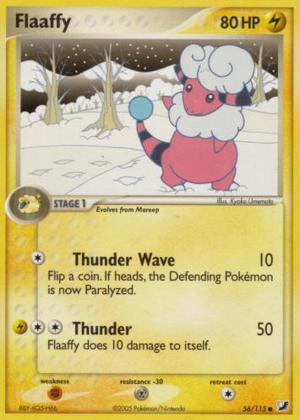 Flaaffy 80 HP
Illus. Kyoko Umemoto
STAGE 1
Evolves from Mareep
Thunder Wave 10
Flip a coin. If heads, the Defending Pokémon
is now Paralyzed.
Thunder 50
Flaaffy does 10 damage to itself.
weakness resistance -30 retreat cost
©2005 Pokémon/Nintendo 56/115 ●